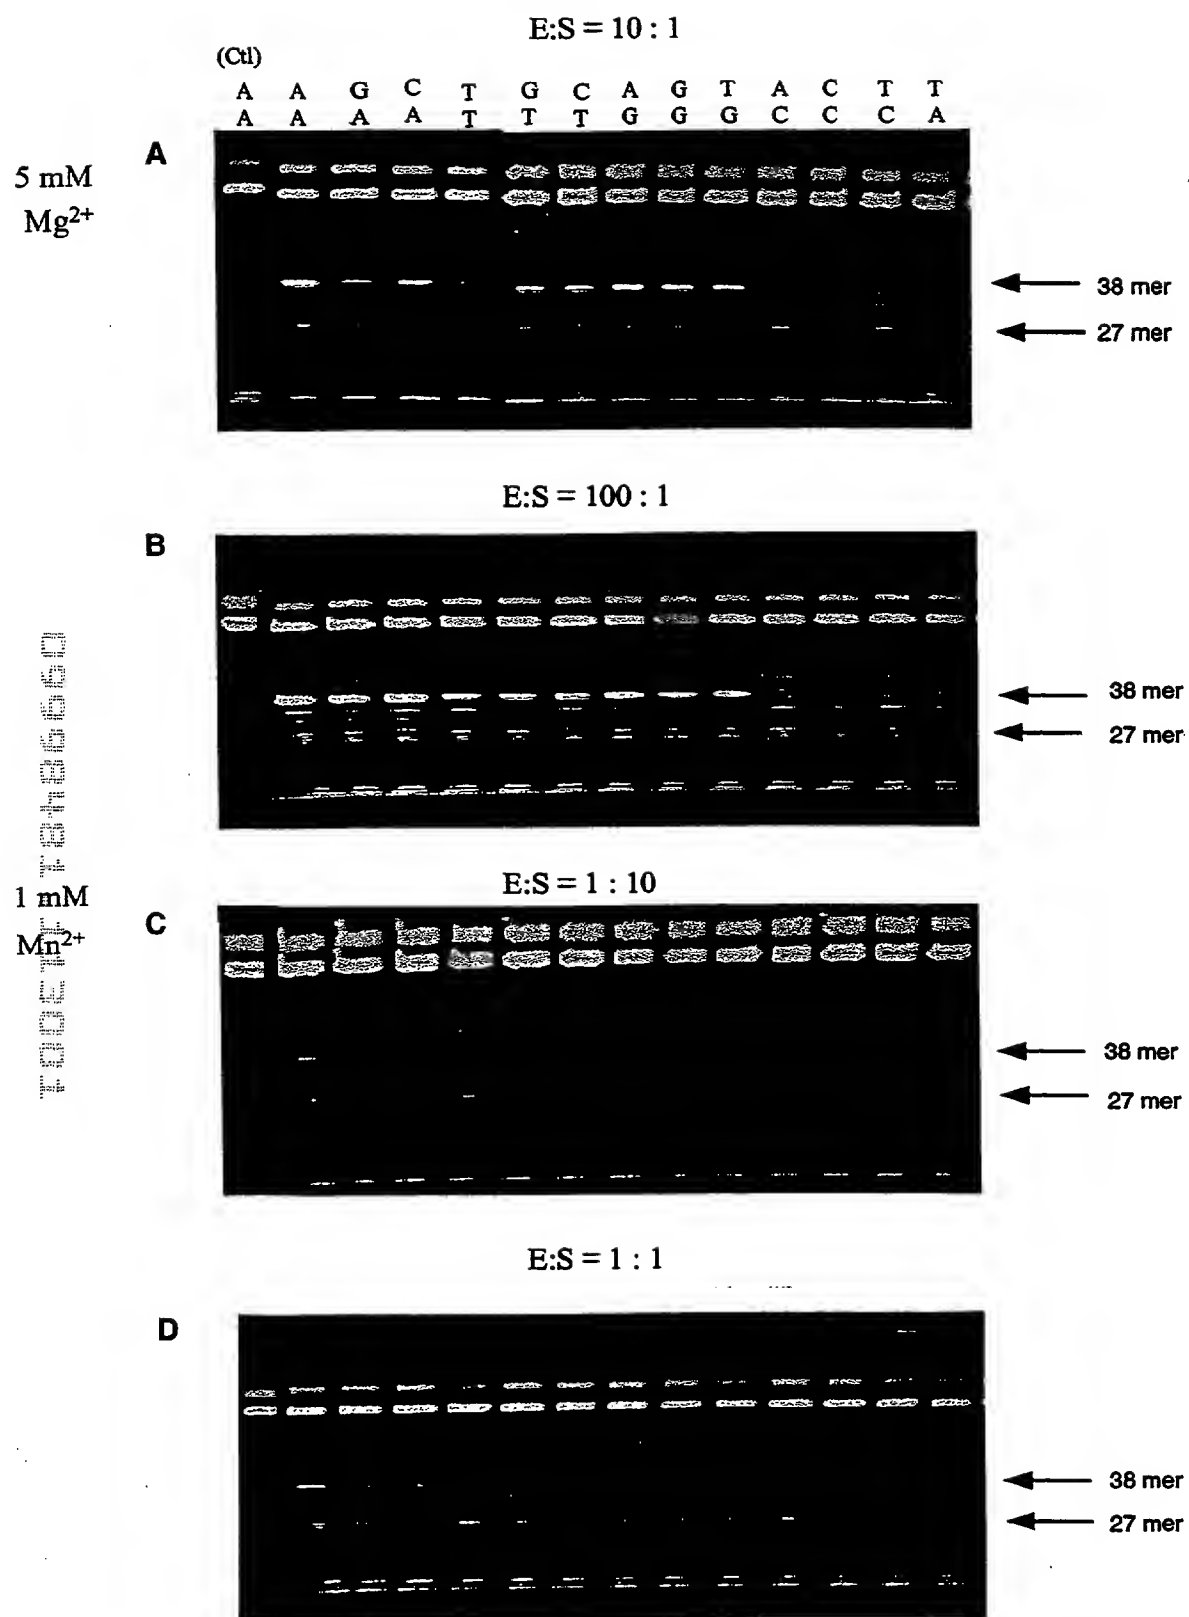 E:S = 10 : 1
(Ctl)
A A G C T G C A G T A C T T
A A A A T T T G G G C C C A
A
5 mM
Mg2+
38 mer
27 mer
E:S = 100 : 1
B
38 mer
27 mer
1 mM
Mn2+
E:S = 1 : 10
C
38 mer
27 mer
E:S = 1 : 1
D
38 mer
27 mer